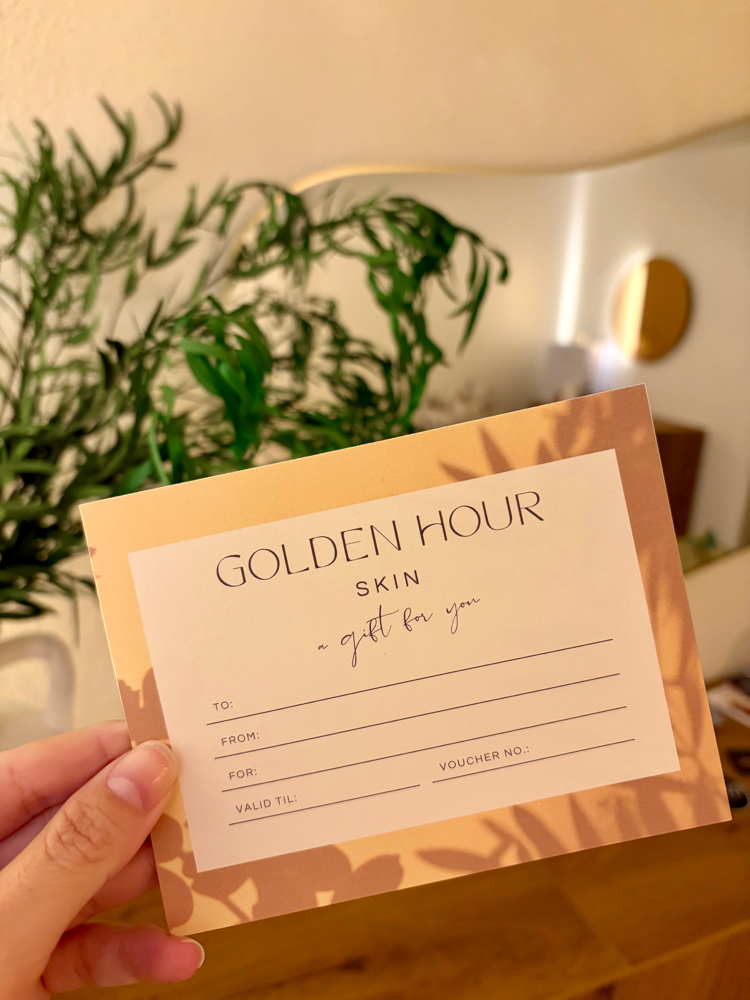 GOLDEN HOUR
SKIN
a gift for you
TO:
FROM:
FOR:
VALID TIL: VOUCHER NO.: